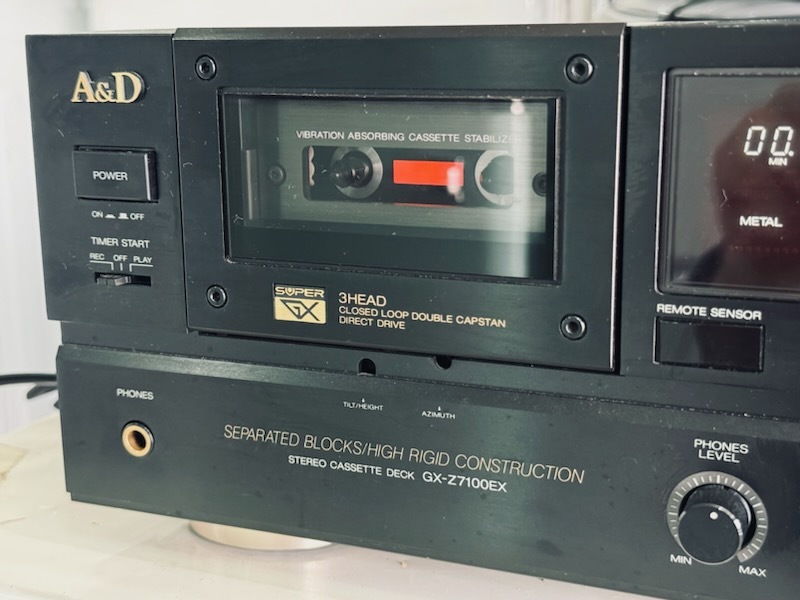 A&D
POWER
ON OFF
TIMER START
REC OFF PLAY
VIBRATION ABSORBING CASSETTE STABILIZER
SUPER
GX
3HEAD
CLOSED LOOP DOUBLE CAPSTAN
DIRECT DRIVE
00.
MIN
METAL
REMOTE SENSOR
PHONES
TILT/HEIGHT
AZIMUTH
SEPARATED BLOCKS/HIGH RIGID CONSTRUCTION
STEREO CASSETTE DECK GX-Z7100EX
PHONES
LEVEL
MIN MAX